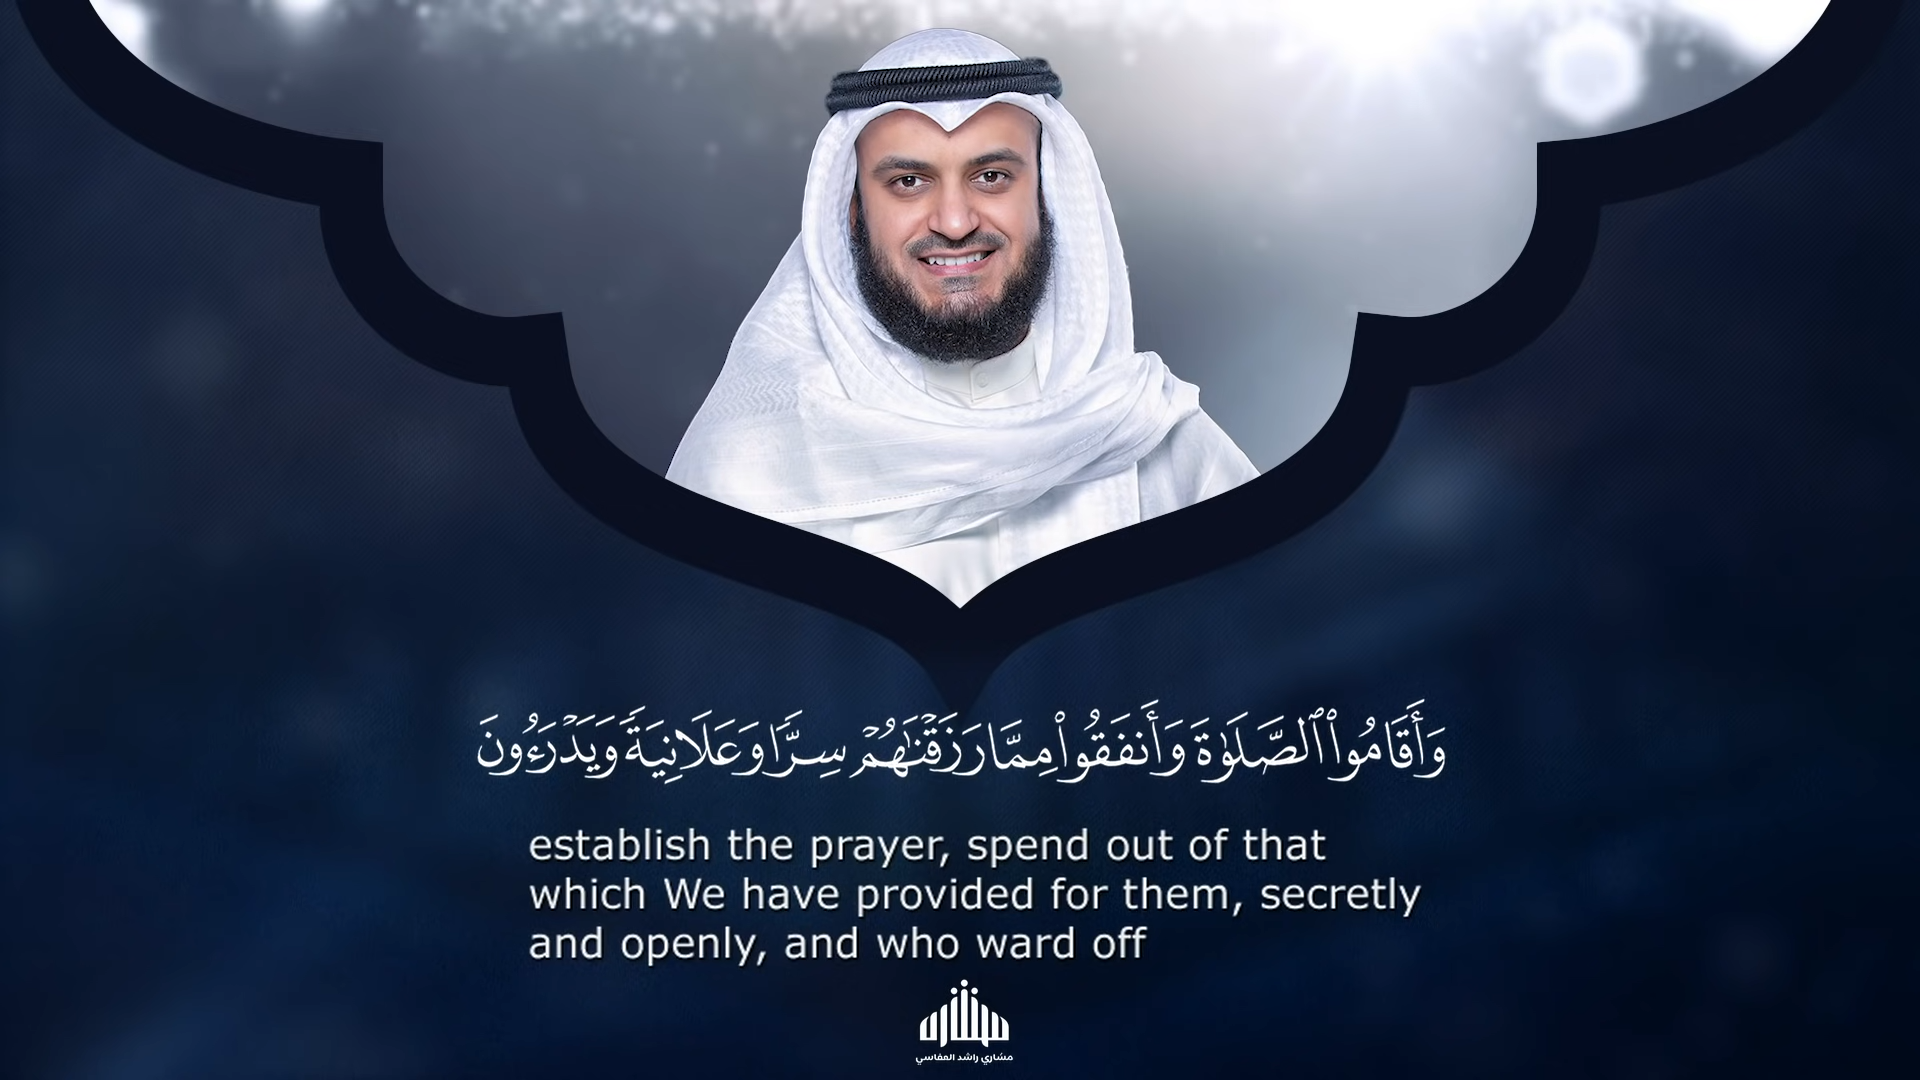 وَأَقَامُوا۟ ٱلصَّلَوٰةَ وَأَنفَقُوا۟ مِمَّا رَزَقْنَٰهُمْ سِرًّا وَعَلَانِيَةً وَيَدْرَءُونَ
establish the prayer, spend out of that
which We have provided for them, secretly
and openly, and who ward off
مشاري راشد العفاسي